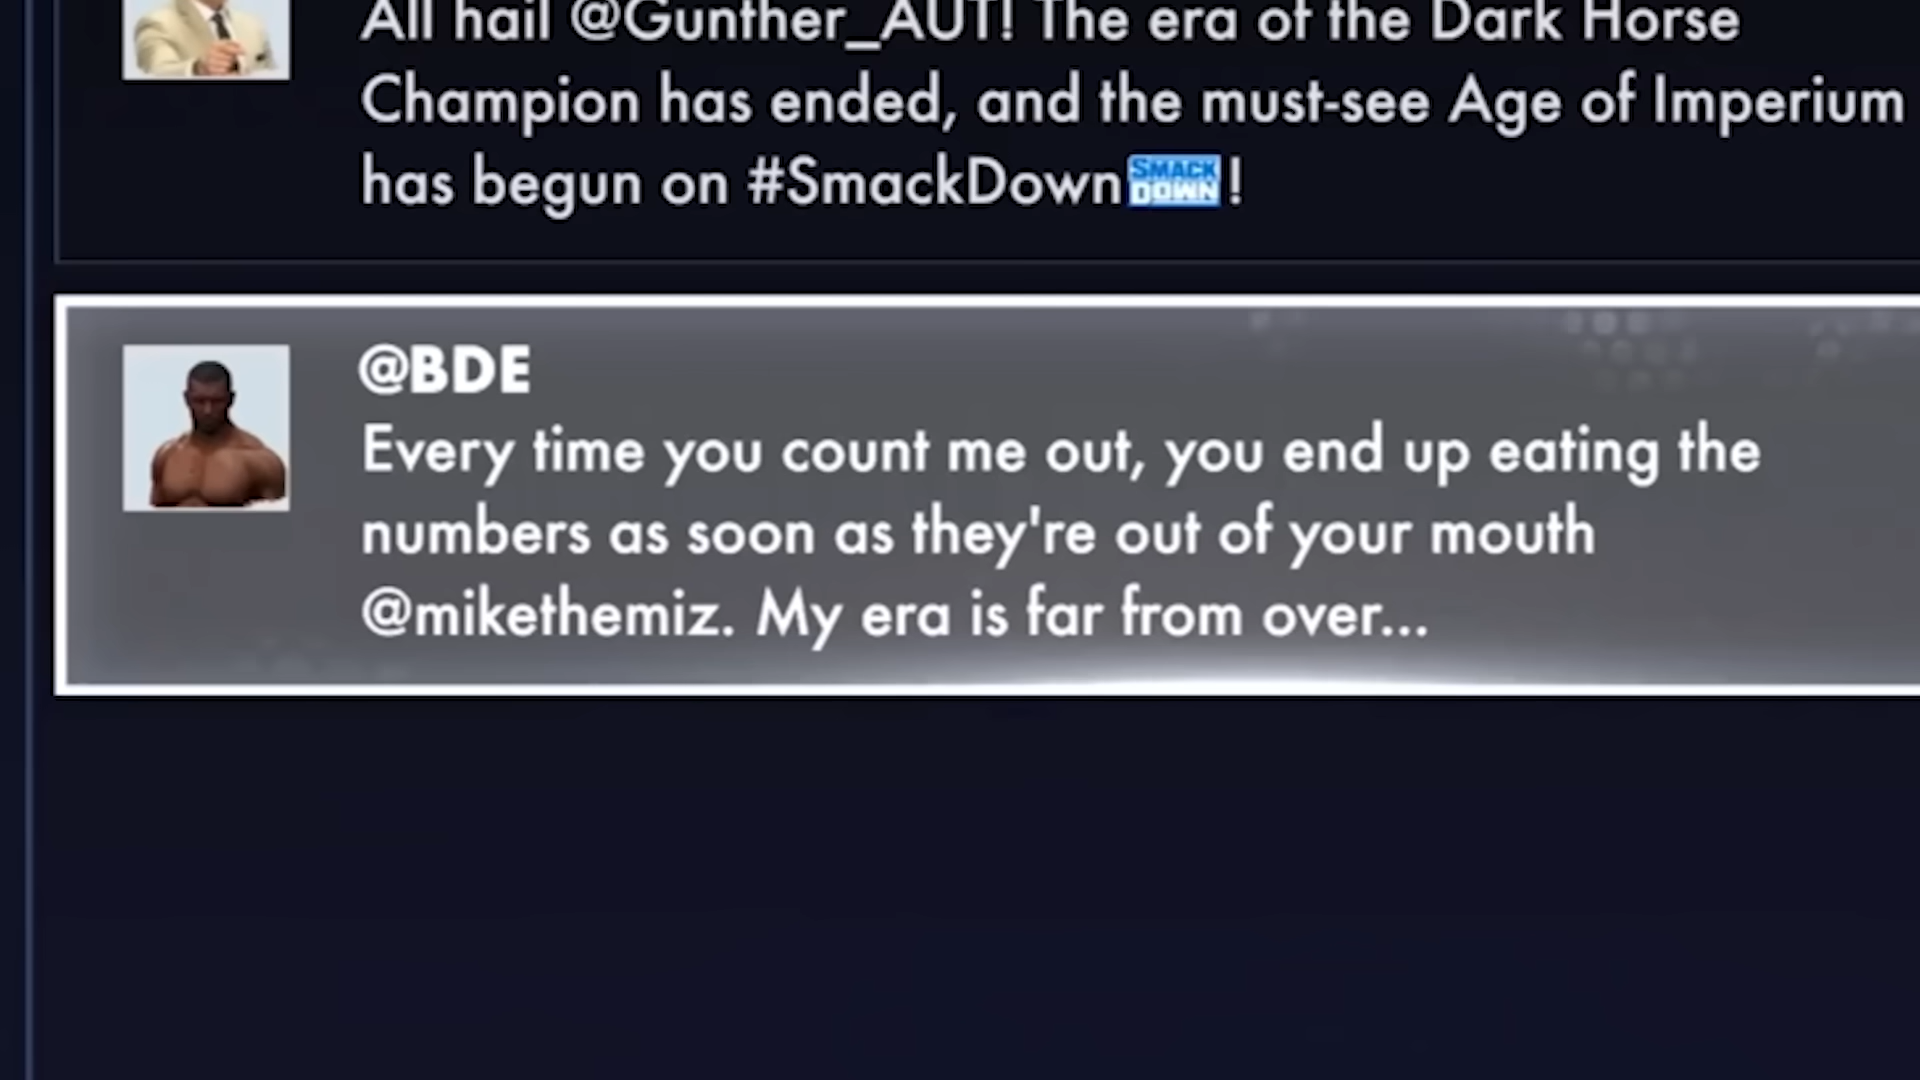 All hail @Gunther_AUT! The era of the Dark Horse
Champion has ended, and the must-see Age of Imperium
has begun on #SmackDown SMACK DOWN !
@BDE
Every time you count me out, you end up eating the
numbers as soon as they're out of your mouth
@mikethemiz. My era is far from over...